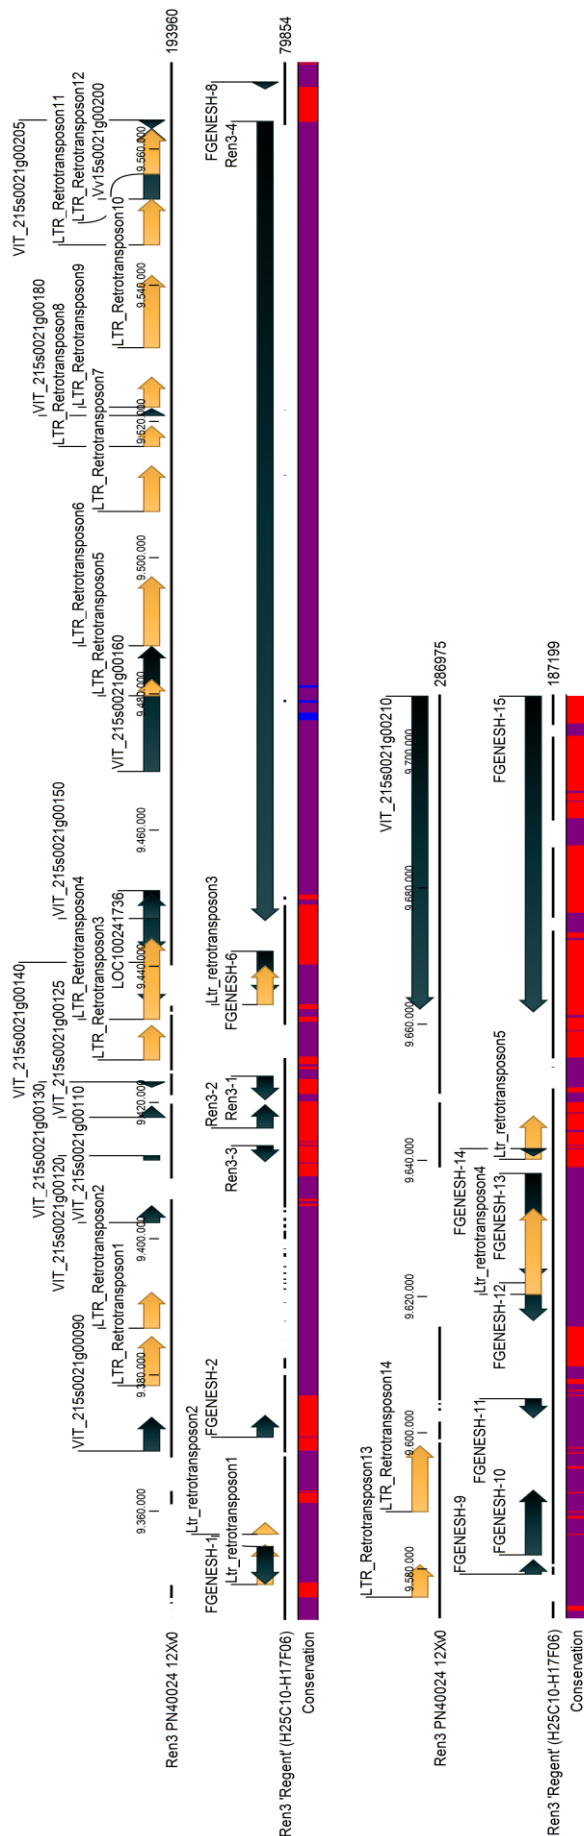 VIT_215s0021g00090
LTR_Retrotransposon1
LTR_Retrotransposon2
VIT_215s0021g00110
VIT_215s0021g00120
VIT_215s0021g00130
VIT_215s0021g00125
VIT_215s0021g00140
LTR_Retrotransposon3
LTR_Retrotransposon4
LOC100241736
VIT_215s0021g00150
VIT_215s0021g00160
LTR_Retrotransposon5
LTR_Retrotransposon6
LTR_Retrotransposon7
LTR_Retrotransposon8
VIT_215s0021g00180
LTR_Retrotransposon9
LTR_Retrotransposon10
LTR_Retrotransposon11
LTR_Retrotransposon12
Vv15s0021g00200
VIT_215s0021g00205
9.360.000
9.380.000
9.400.000
9.420.000
9.440.000
9.460.000
9.480.000
9.500.000
9.520.000
9.540.000
9.560.000
Ren3 PN40024 12Xv0
193960
FGENESH-1
Ltr_retrotransposon1
Ltr_retrotransposon2
FGENESH-2
Ren3-3
Ren3-2
Ren3-1
FGENESH-6
Ltr_retrotransposon3
Ren3-4
FGENESH-8
Ren3 'Regent' (H25C10-H17F06)
79854
Conservation
LTR_Retrotransposon13
LTR_Retrotransposon14
VIT_215s0021g00210
9.580.000
9.600.000
9.620.000
9.640.000
9.660.000
9.680.000
9.700.000
Ren3 PN40024 12Xv0
286975
FGENESH-9
FGENESH-10
FGENESH-11
FGENESH-12
Ltr_retrotransposon4
FGENESH-13
FGENESH-14
Ltr_retrotransposon5
FGENESH-15
Ren3 'Regent' (H25C10-H17F06)
187199
Conservation